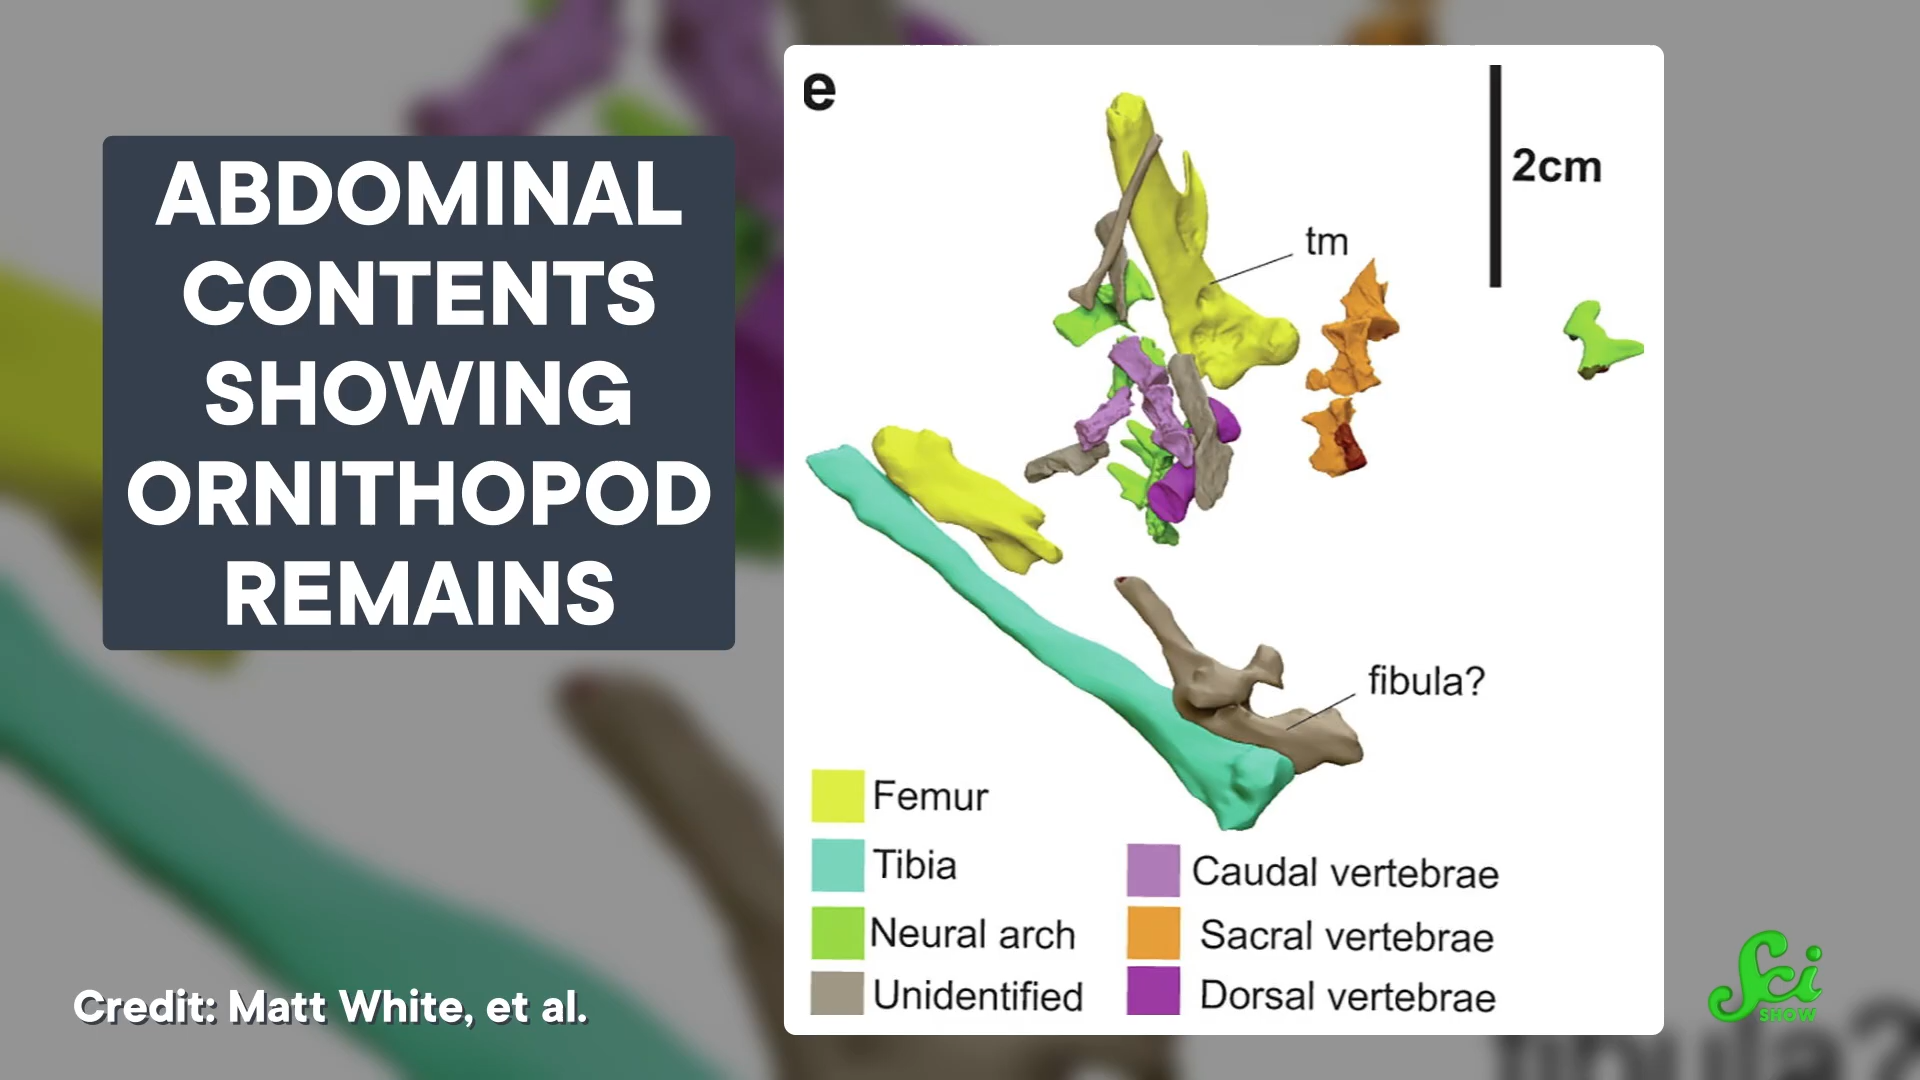 ABDOMINAL
CONTENTS
SHOWING
ORNITHOPOD
REMAINS
e
2cm
tm
fibula?
Femur
Tibia
Neural arch
Unidentified
Caudal vertebrae
Sacral vertebrae
Dorsal vertebrae
Credit: Matt White, et al.
Sci
SHOW
fibula?